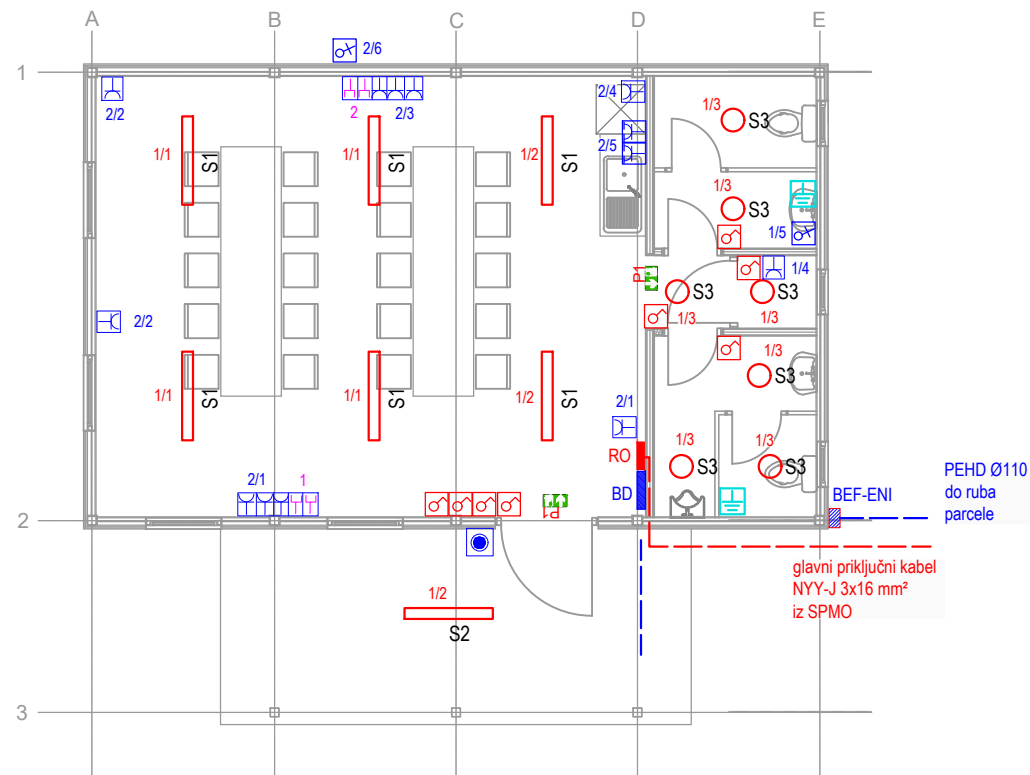 A B C D E
2/6
1
2/2
2 2/3
2/4
2/5
1/3 S3
1/1 S1
1/1 S1
1/2 S1
1/3
S3
1/5
P1
S3
1/3
S3
1/3
1/4
2/2
1/3
S3
1/1 S1
1/1 S1
1/2 S1
2/1
RO
BD
1/3
S3
1/3
S3
2/1 1
P1
BEF-ENI
PEHD Ø110
do ruba
parcele
2
glavni priključni kabel
NYY-J 3x16 mm²
iz SPMO
1/2
S2
3